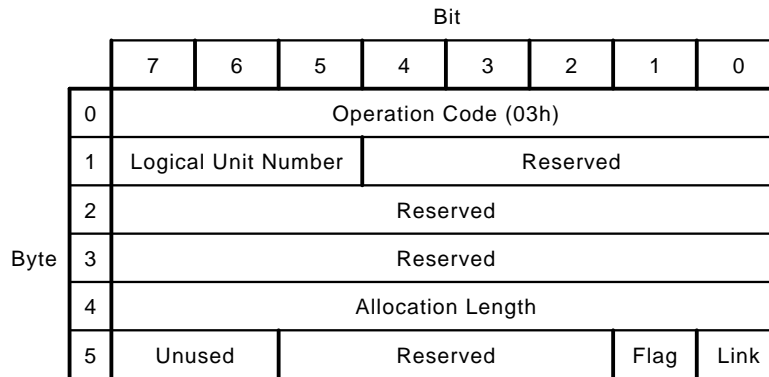 Bit
7 6 5 4 3 2 1 0
0 Operation Code (03h)
1 Logical Unit Number Reserved
2 Reserved
Byte 3 Reserved
4 Allocation Length
5 Unused Reserved Flag Link